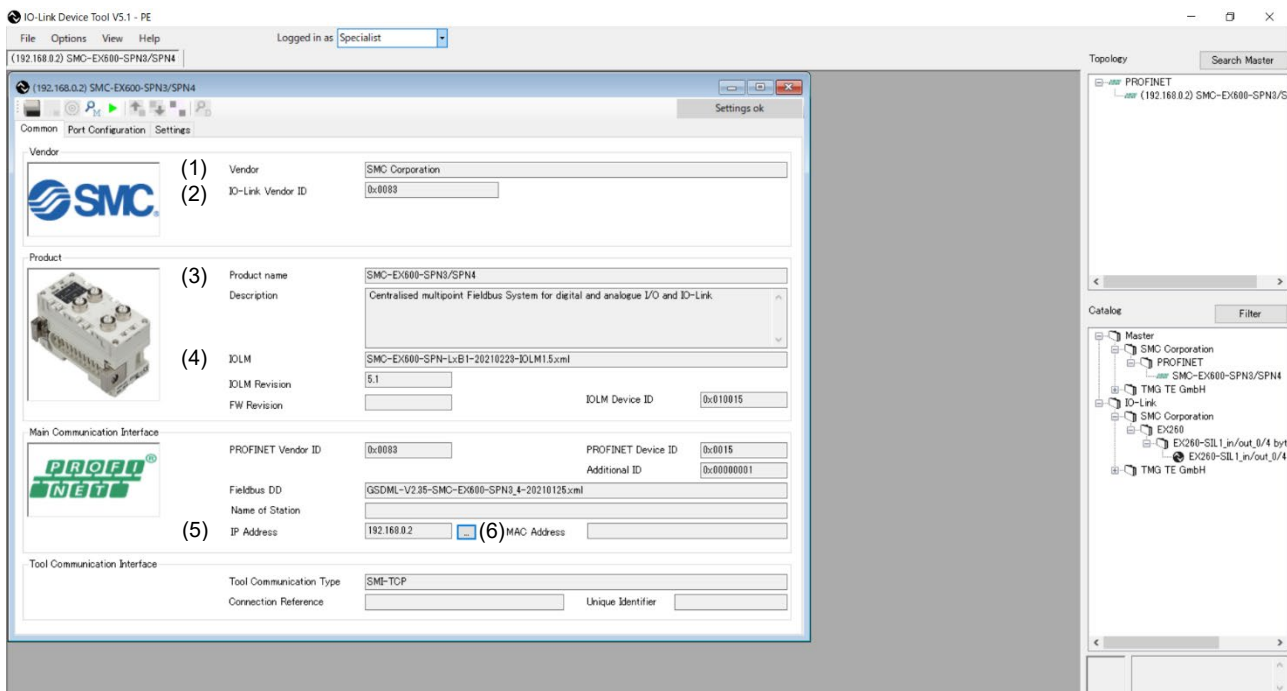 IO-Link Device Tool V5.1 - PE
File Options View Help Logged in as Specialist
(192.168.0.2) SMC-EX600-SPN3/SPN4
(192.168.0.2) SMC-EX600-SPN3/SPN4
Settings ok
Common Port Configuration Settings
Vendor
SMC.
(1) Vendor SMC Corporation
(2) IO-Link Vendor ID 0x0083
Product
(3) Product name SMC-EX600-SPN3/SPN4
Description Centralised multipoint Fieldbus System for digital and analogue I/O and IO-Link
(4) IOLM SMC-EX600-SPN-LxB1-20210223-IOLM1.5.xml
IOLM Revision 5.1
FW Revision IOLM Device ID 0x010015
Main Communication Interface
PROFI NET ®
PROFINET Vendor ID 0x0083 PROFINET Device ID 0x0015
Additional ID 0x00000001
Fieldbus DD GSDML-V2.35-SMC-EX600-SPN3_4-20210125.xml
Name of Station
(5) IP Address 192.168.0.2 ... (6) MAC Address
Tool Communication Interface
Tool Communication Type SMI-TCP
Connection Reference Unique Identifier
Topology Search Master
PROFINET
(192.168.0.2) SMC-EX600-SPN3/S
Catalog Filter
Master
SMC Corporation
PROFINET
SMC-EX600-SPN3/SPN4
TMG TE GmbH
IO-Link
SMC Corporation
EX260
EX260-SIL1_in/out_0/4 byt
EX260-SIL1_in/out_0/4
TMG TE GmbH